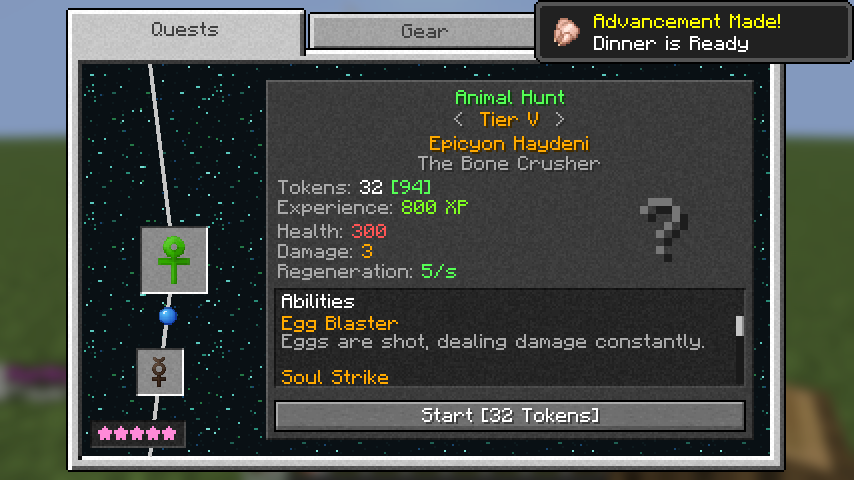 Quests
Gear
Advancement Made!
Dinner is Ready
Animal Hunt
< Tier V >
Epicyon Haydeni
The Bone Crusher
Tokens: 32 [94]
Experience: 800 XP
Health: 300
Damage: 3
Regeneration: 5/s
?
Abilities
Egg Blaster
Eggs are shot, dealing damage constantly.
Soul Strike
Start [32 Tokens]